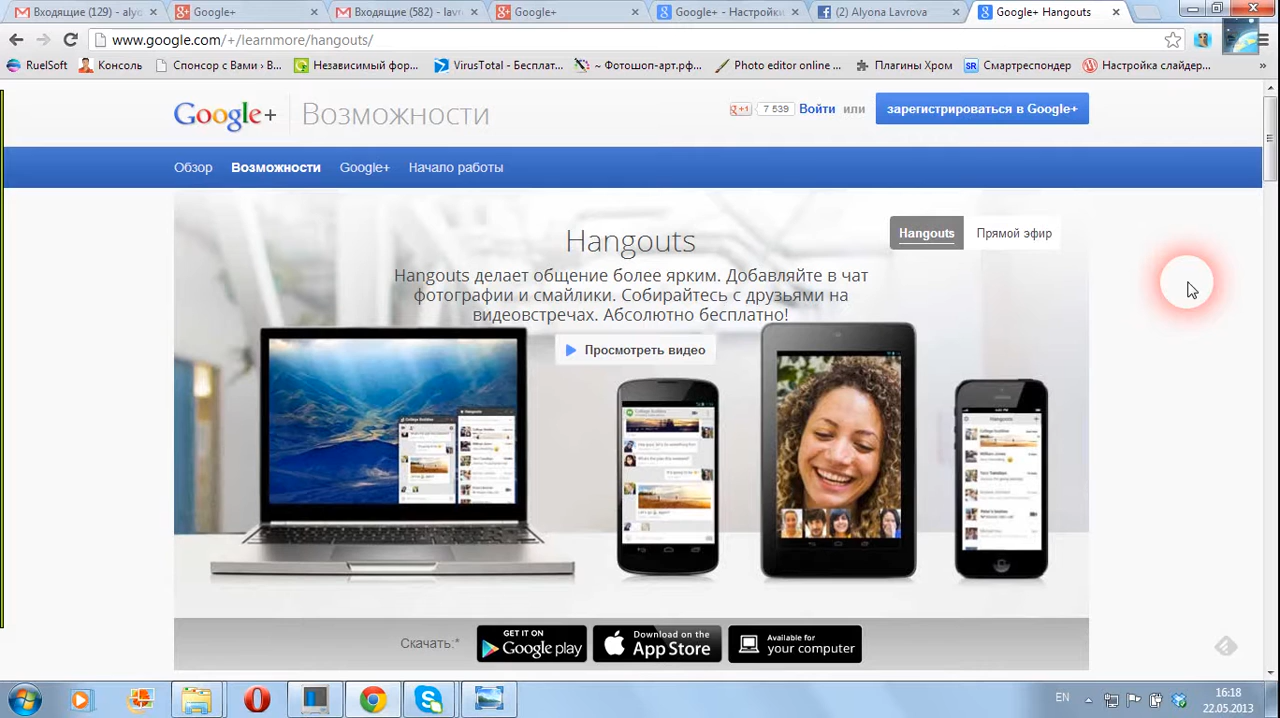 Входящие (129) - alyo
Google+
Входящие (582) - lavr
Google+
Google+ - Настройки
(2) Alyona Lavrova
Google+ Hangouts
www.google.com/+/learnmore/hangouts/
RuelSoft
Консоль
Спонсор с Вами › В...
Независимый фор...
VirusTotal - Бесплат...
~ Фотошоп-арт.рф...
Photo editor online ...
Плагины Хром
Смартреспондер
Настройка слайдер...
»
Google+ Возможности
+1 7 539 Войти или зарегистрироваться в Google+
Обзор Возможности Google+ Начало работы
Hangouts
Hangouts Прямой эфир
Hangouts делает общение более ярким. Добавляйте в чат
фотографии и смайлики. Собирайтесь с друзьями на
видеовстречах. Абсолютно бесплатно!
Просмотреть видео
Скачать:*
GET IT ON
Google play
Download on the
App Store
Available for
your computer
EN
16:18
22.05.2013